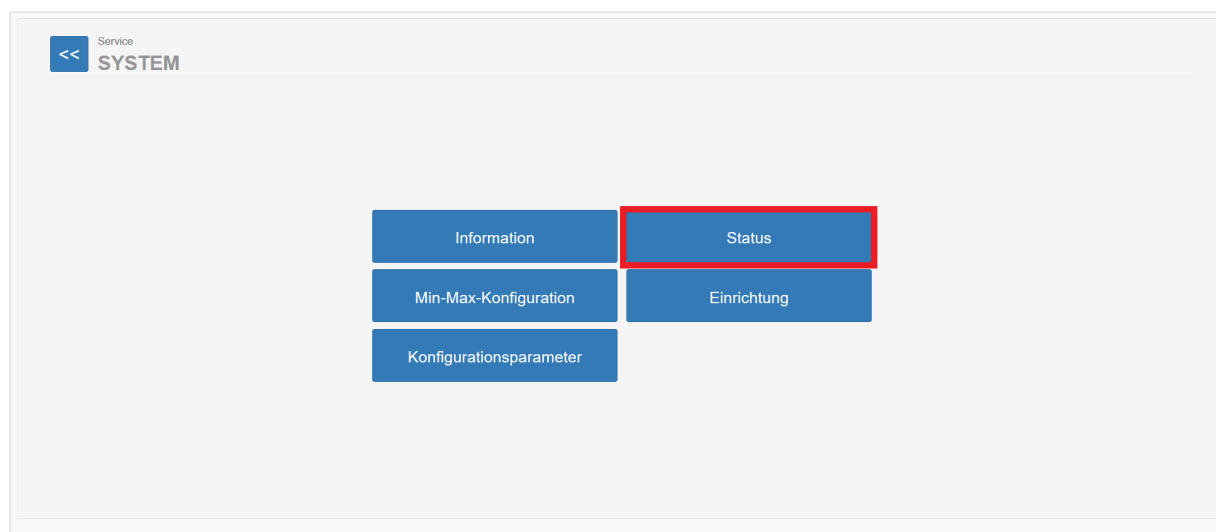 <<
Service
SYSTEM
Information
Status
Min-Max-Konfiguration
Einrichtung
Konfigurationsparameter